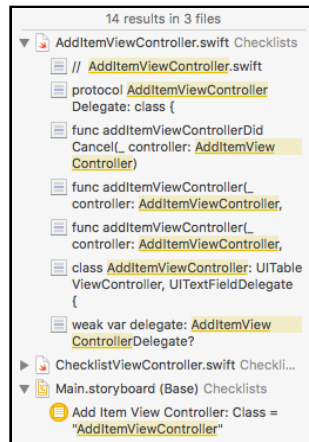 14 results in 3 files
AddItemViewController.swift Checklists
// AddItemViewController.swift
protocol AddItemViewController
Delegate: class {
func addItemViewControllerDid
Cancel(_ controller: AddItemView
Controller)
func addItemViewController(_
controller: AddItemViewController,
func addItemViewController(_
controller: AddItemViewController,
class AddItemViewController: UITable
ViewController, UITextFieldDelegate
{
weak var delegate: AddItemView
ControllerDelegate?
ChecklistViewController.swift Checkli...
Main.storyboard (Base) Checklists
Add Item View Controller: Class =
"AddItemViewController"